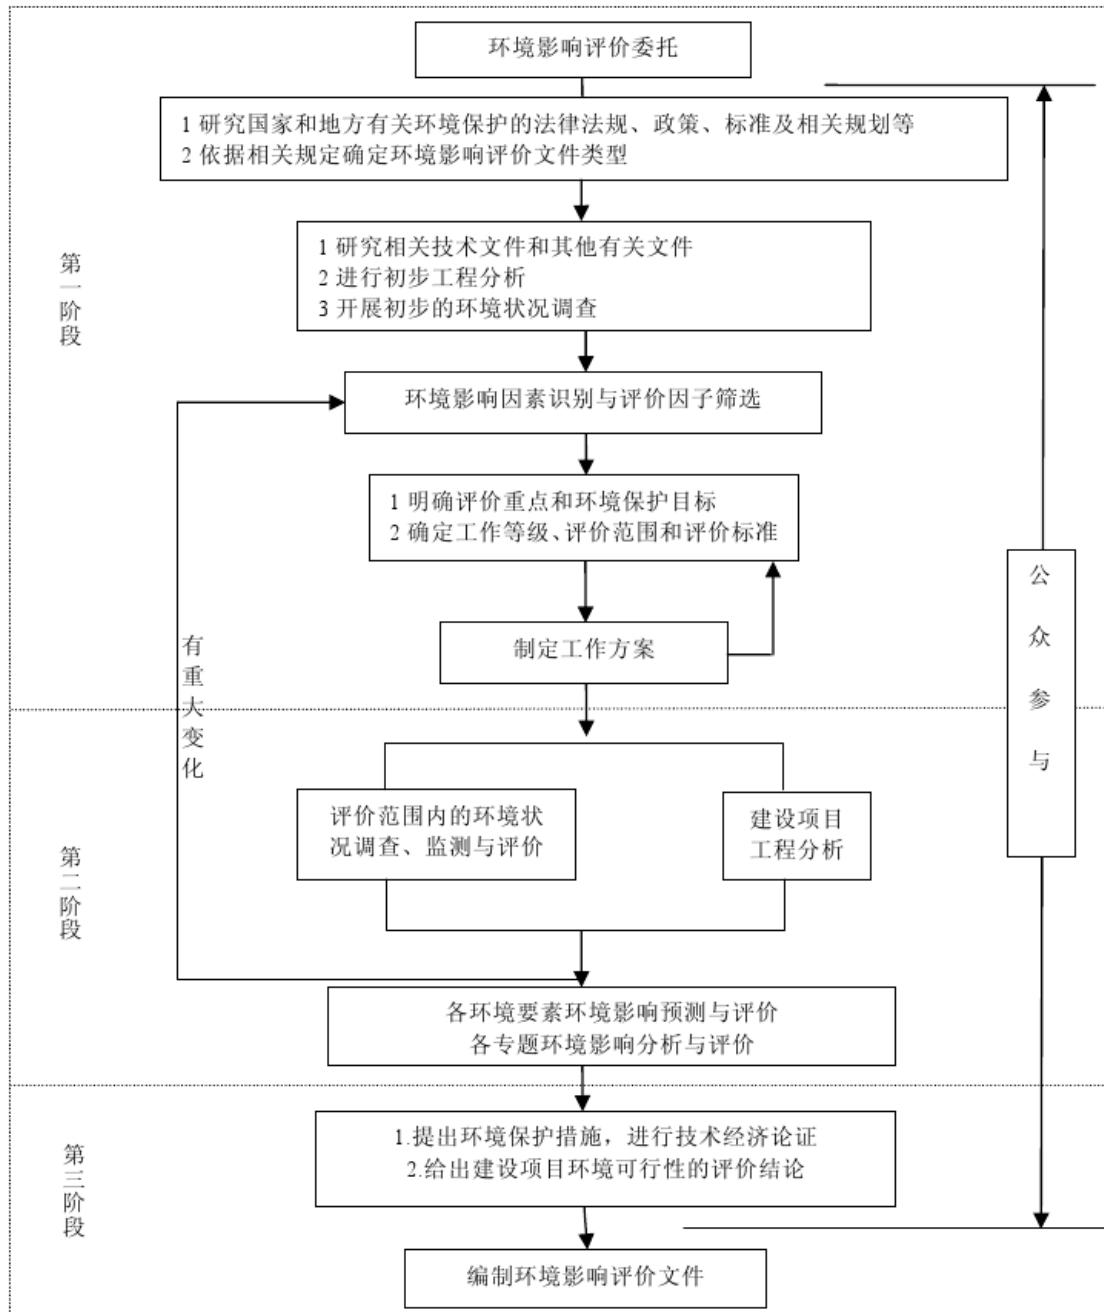 环境影响评价委托
1 研究国家和地方有关环境保护的法律法规、政策、标准及相关规划等
2 依据相关规定确定环境影响评价文件类型
第一阶段
1 研究相关技术文件和其他有关文件
2 进行初步工程分析
3 开展初步的环境状况调查
环境影响因素识别与评价因子筛选
1 明确评价重点和环境保护目标
2 确定工作等级、评价范围和评价标准
公众参与
制定工作方案
有重大变化
第二阶段
评价范围内的环境状
况调查、监测与评价
建设项目
工程分析
各环境要素环境影响预测与评价
各专题环境影响分析与评价
第三阶段
1.提出环境保护措施，进行技术经济论证
2.给出建设项目环境可行性的评价结论
编制环境影响评价文件